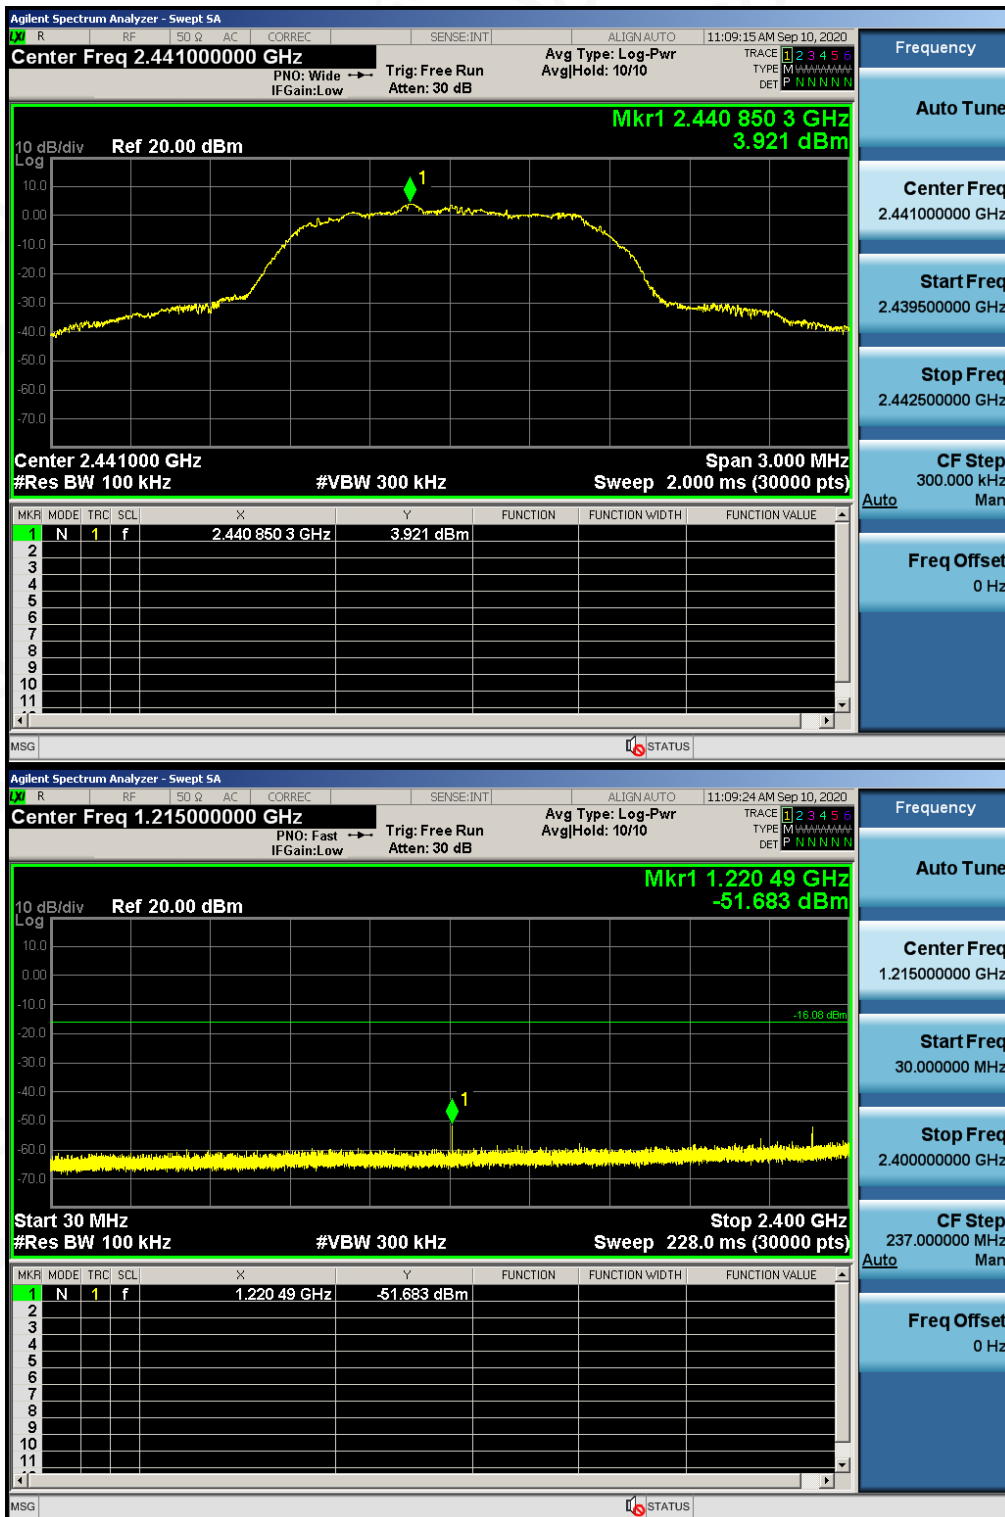 Agilent Spectrum Analyzer - Swept SA
LXI R RF 50 Ω AC CORREC SENSE:INT ALIGN AUTO 11:09:15 AM Sep 10, 2020
Center Freq 2.441000000 GHz
PNO: Wide
IFGain:Low
Trig: Free Run
Atten: 30 dB
Avg Type: Log-Pwr
Avg|Hold: 10/10
TRACE 1 2 3 4 5 6
TYPE M
DET P N N N N N
Mkr1 2.440 850 3 GHz
3.921 dBm
10 dB/div Ref 20.00 dBm
Log
1
10.0
0.00
-10.0
-20.0
-30.0
-40.0
-50.0
-60.0
-70.0
Center 2.441000 GHz Span 3.000 MHz
#Res BW 100 kHz #VBW 300 kHz Sweep 2.000 ms (30000 pts)
MKR MODE TRC SCL X Y FUNCTION FUNCTION WIDTH FUNCTION VALUE
1 N 1 f 2.440 850 3 GHz 3.921 dBm
2
3
4
5
6
7
8
9
10
11
MSG STATUS
Frequency
Auto Tune
Center Freq
2.441000000 GHz
Start Freq
2.439500000 GHz
Stop Freq
2.442500000 GHz
CF Step
300.000 kHz
Auto Man
Freq Offset
0 Hz
Agilent Spectrum Analyzer - Swept SA
LXI R RF 50 Ω AC CORREC SENSE:INT ALIGN AUTO 11:09:24 AM Sep 10, 2020
Center Freq 1.215000000 GHz
PNO: Fast
IFGain:Low
Trig: Free Run
Atten: 30 dB
Avg Type: Log-Pwr
Avg|Hold: 10/10
TRACE 1 2 3 4 5 6
TYPE M
DET P N N N N N
Mkr1 1.220 49 GHz
-51.683 dBm
10 dB/div Ref 20.00 dBm
Log
10.0
0.00
-10.0
-16.08 dBm
-20.0
-30.0
-40.0
1
-50.0
-60.0
-70.0
Start 30 MHz Stop 2.400 GHz
#Res BW 100 kHz #VBW 300 kHz Sweep 228.0 ms (30000 pts)
MKR MODE TRC SCL X Y FUNCTION FUNCTION WIDTH FUNCTION VALUE
1 N 1 f 1.220 49 GHz -51.683 dBm
2
3
4
5
6
7
8
9
10
11
MSG STATUS
Frequency
Auto Tune
Center Freq
1.215000000 GHz
Start Freq
30.000000 MHz
Stop Freq
2.400000000 GHz
CF Step
237.000000 MHz
Auto Man
Freq Offset
0 Hz